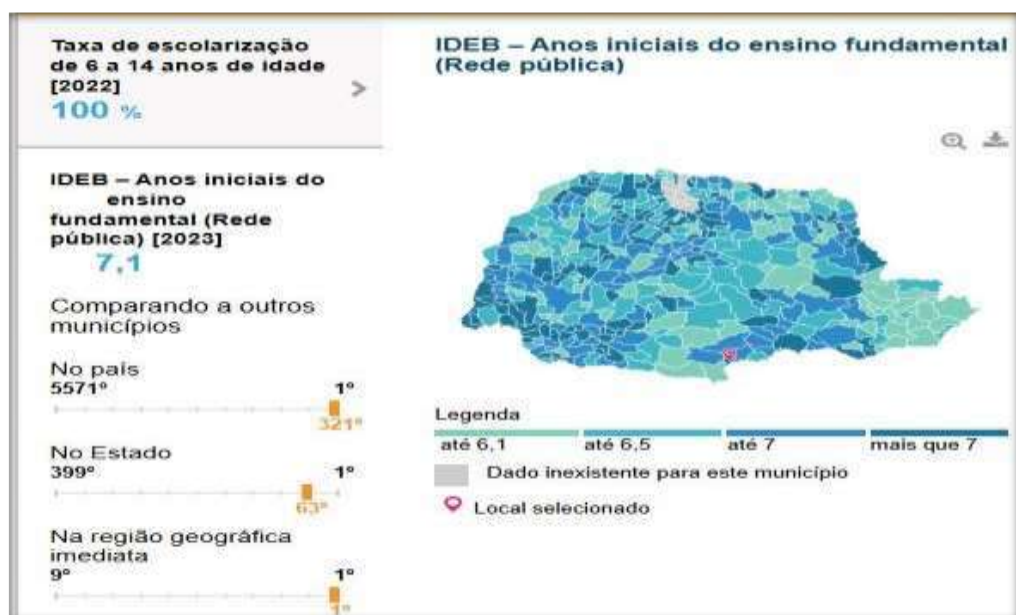 Taxa de escolarização
de 6 a 14 anos de idade
[2022]
100 %
IDEB – Anos iniciais do
ensino
fundamental (Rede
pública) [2023]
7,1
Comparando a outros
municípios
No país
5571º 1º
321º
No Estado
399º 1º
63º
Na região geográfica
imediata
9º 1º
1º
IDEB – Anos iniciais do ensino fundamental
(Rede pública)
Legenda
até 6,1 até 6,5 até 7 mais que 7
Dado inexistente para este município
Local selecionado